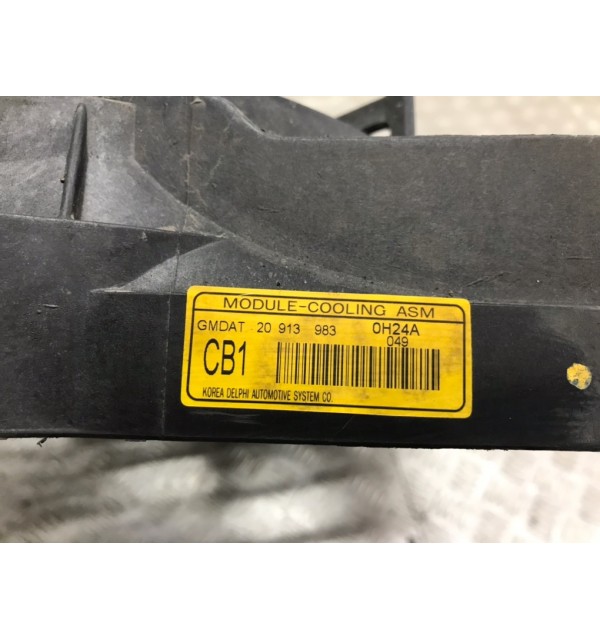 MODULE-COOLING ASM
GMDAT 20 913 983 0H24A
049
CB1
KOREA DELPHI AUTOMOTIVE SYSTEM CO.